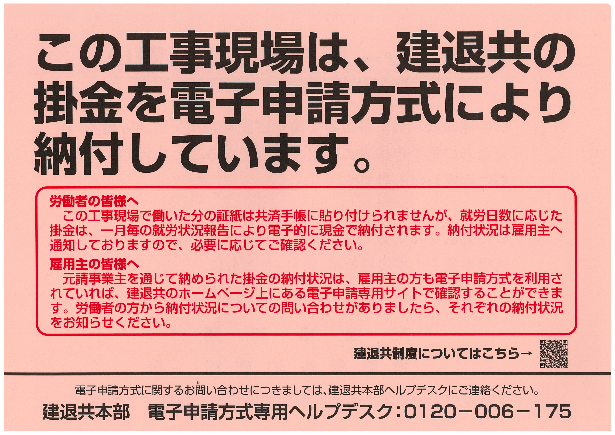 この工事現場は、建退共の
掛金を電子申請方式により
納付しています。
労働者の皆様へ
この工事現場で働いた分の証紙は共済手帳に貼り付けられませんが、就労日数に応じた
掛金は、一月毎の就労状況報告により電子的に現金で納付されます。納付状況は雇用主へ
通知しておりますので、必要に応じてご確認ください。
雇用主の皆様へ
元請事業主を通じて納められた掛金の納付状況は、雇用主の方も電子申請方式を利用さ
れていれば、建退共のホームページ上にある電子申請専用サイトで確認することができま
す。労働者の方から納付状況についての問い合わせがありましたら、それぞれの納付状況
をお知らせください。
建退共制度についてはこちら→
電子申請方式に関するお問い合わせにつきましては、建退共本部ヘルプデスクにご連絡ください。
建退共本部　電子申請方式専用ヘルプデスク：0120－006－175